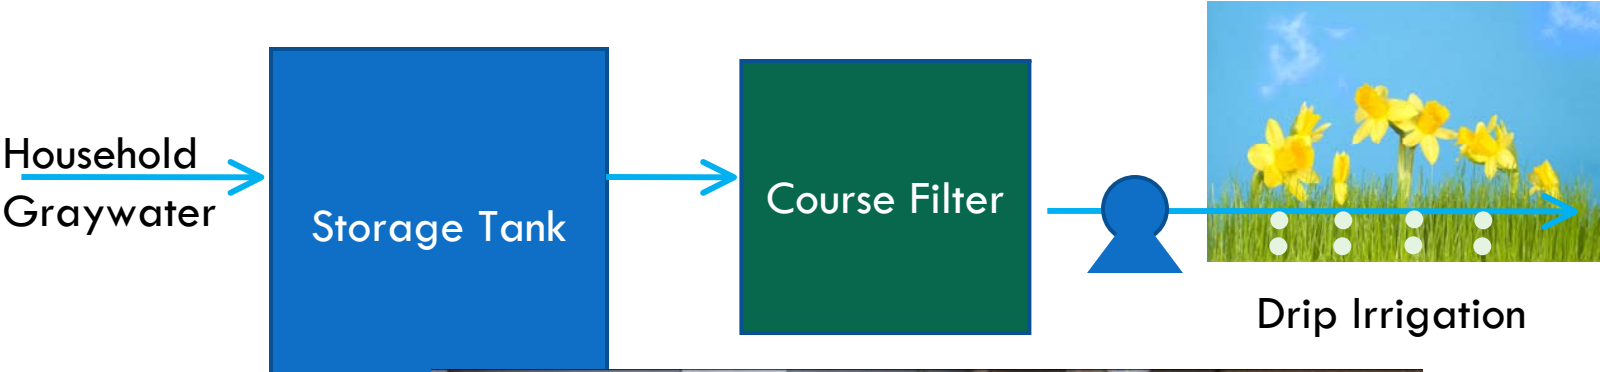 Household
Graywater
Storage Tank
Course Filter
Drip Irrigation